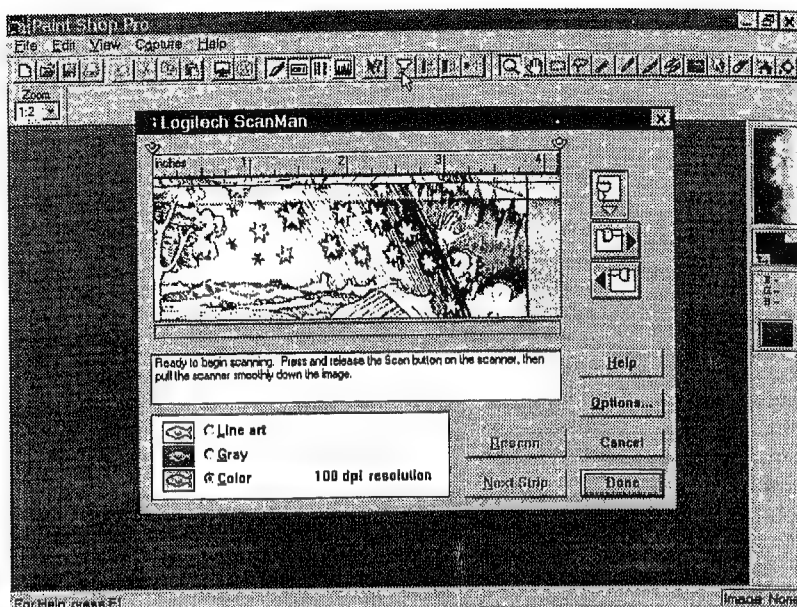 Paint Shop Pro
File Edit View Capture Help
Zoom
1:2
Logitech ScanMan
inches 1 2 3 4
Ready to begin scanning. Press and release the Scan button on the scanner, then
pull the scanner smoothly down the image.
Help
Options...
Line art
Gray
Color 100 dpi resolution
Rescan Cancel
Next Strip Done
For Help, press F1
Image: None